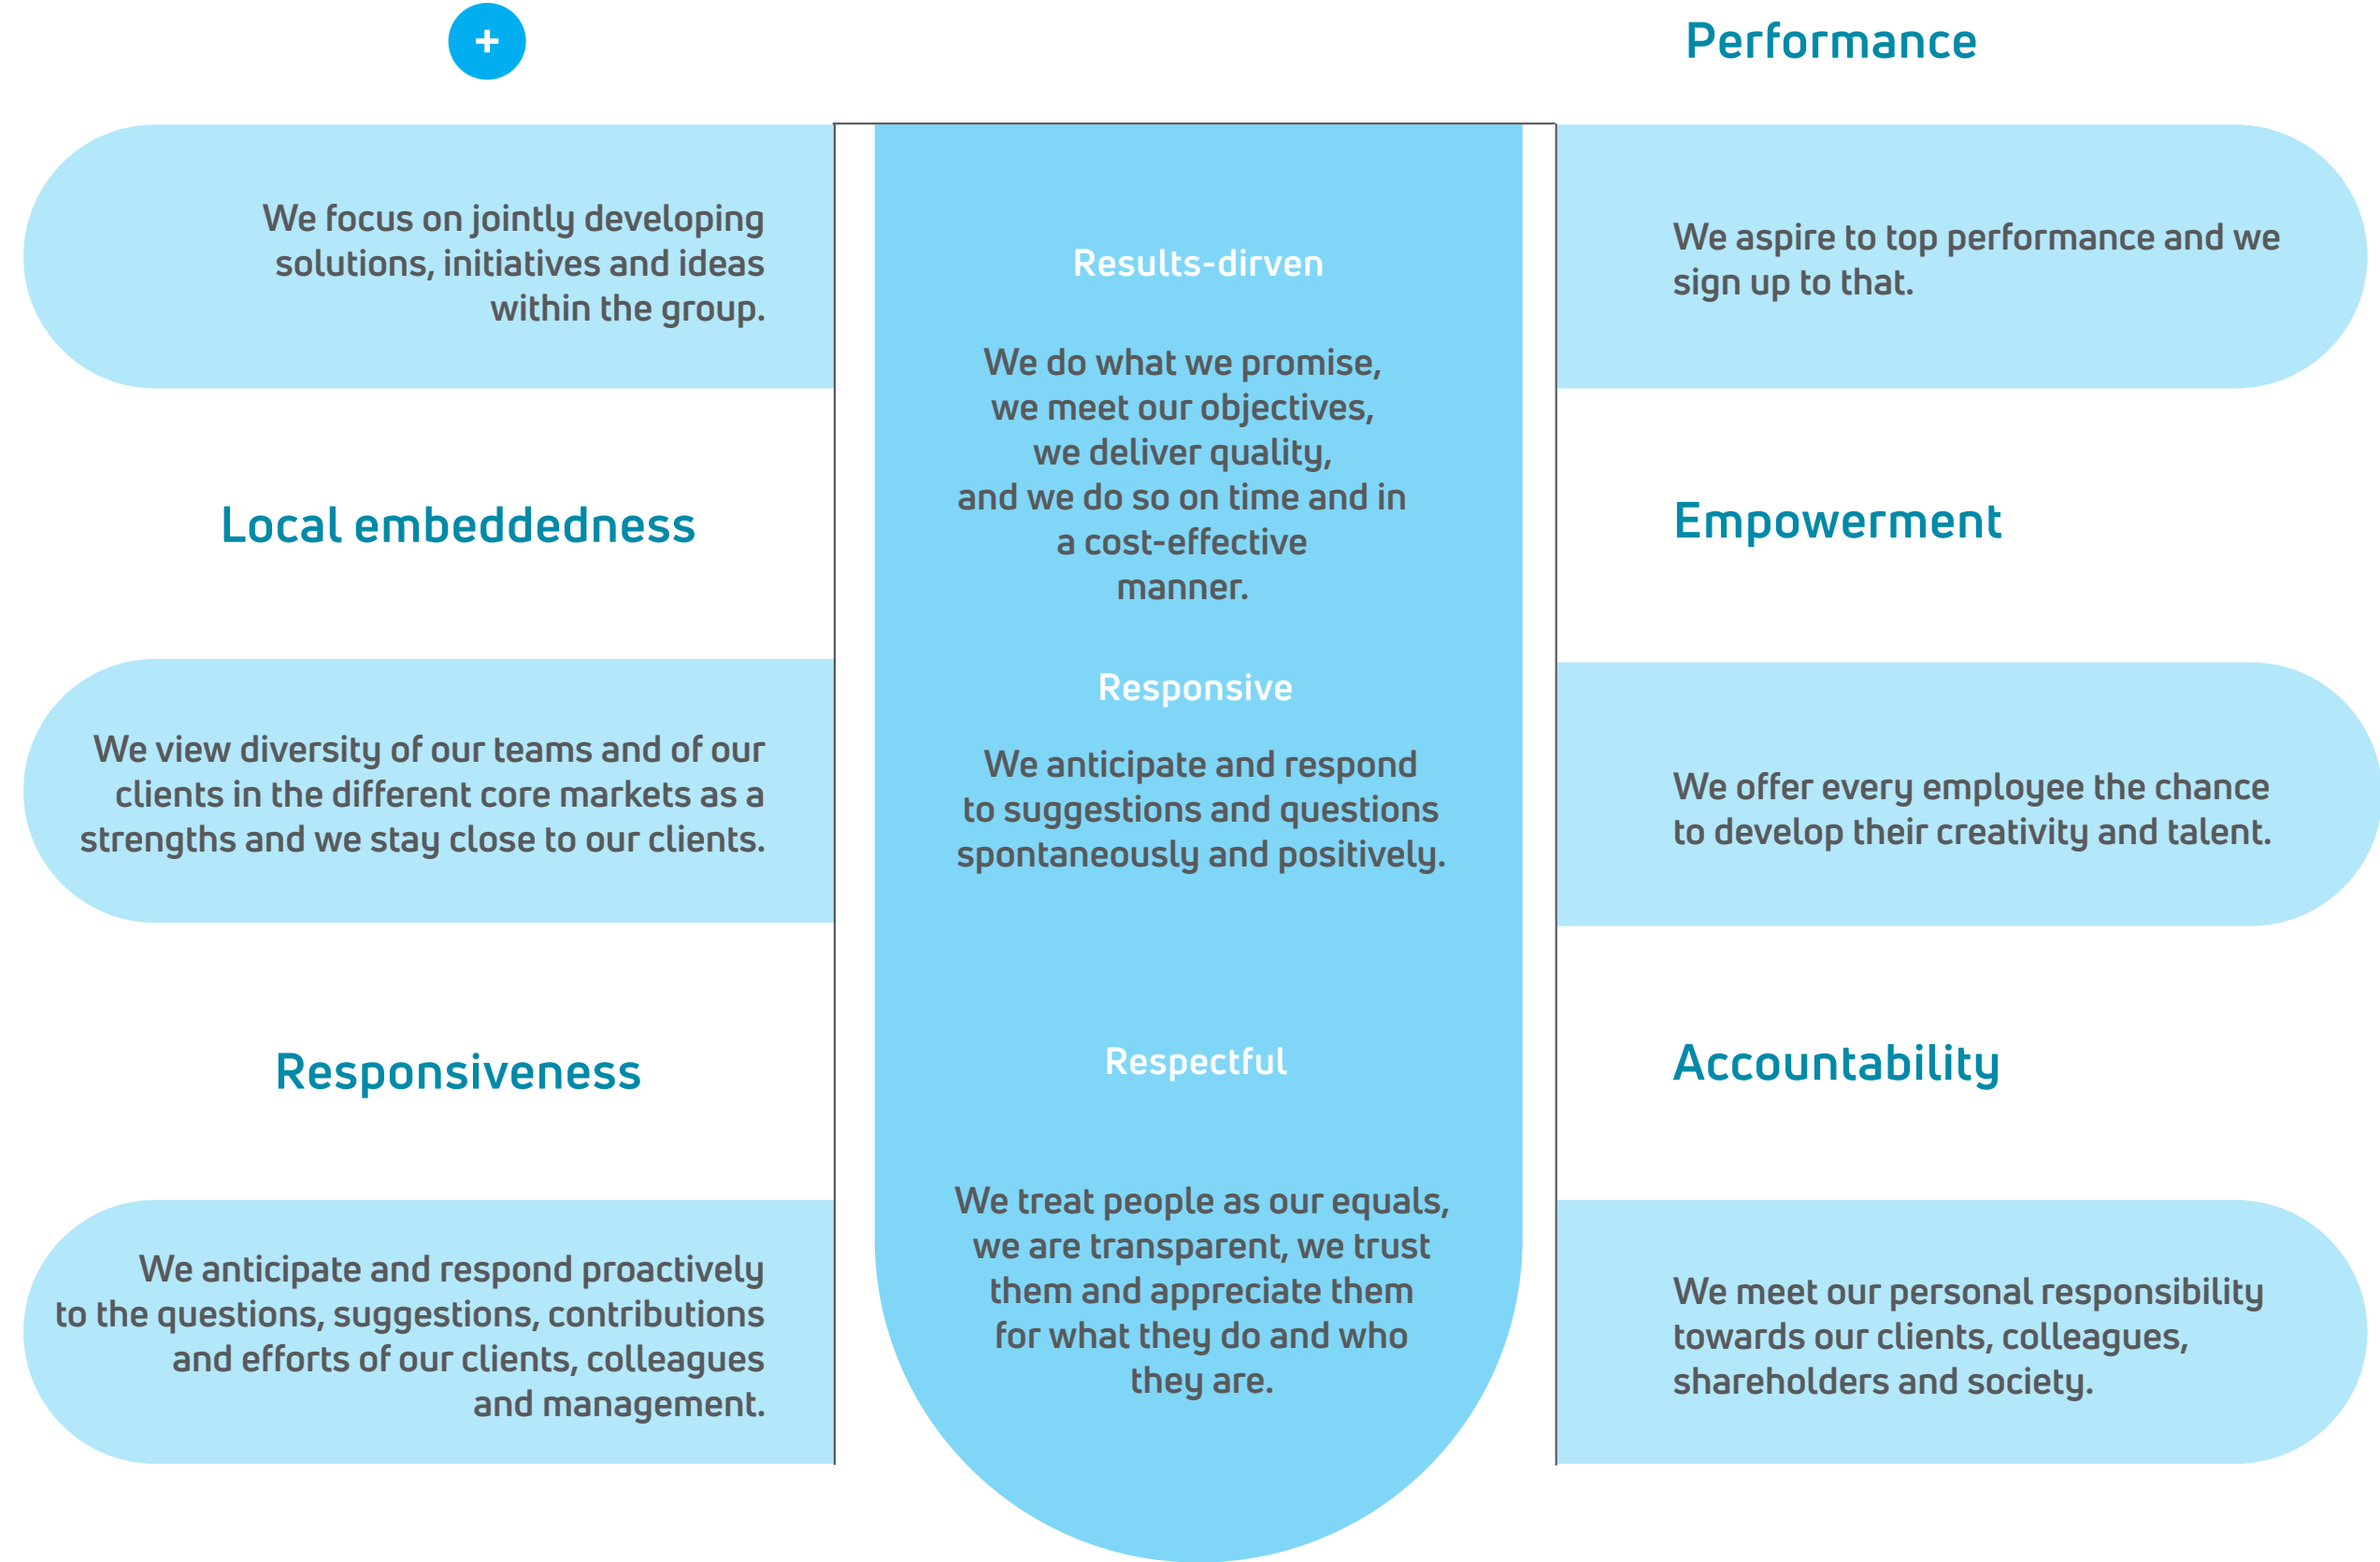 +
We focus on jointly developing
solutions, initiatives and ideas
within the group.
Local embeddedness
We view diversity of our teams and of our
clients in the different core markets as a
strengths and we stay close to our clients.
Responsiveness
We anticipate and respond proactively
to the questions, suggestions, contributions
and efforts of our clients, colleagues
and management.
Results-dirven
We do what we promise,
we meet our objectives,
we deliver quality,
and we do so on time and in
a cost-effective
manner.
Responsive
We anticipate and respond
to suggestions and questions
spontaneously and positively.
Respectful
We treat people as our equals,
we are transparent, we trust
them and appreciate them
for what they do and who
they are.
Performance
We aspire to top performance and we
sign up to that.
Empowerment
We offer every employee the chance
to develop their creativity and talent.
Accountability
We meet our personal responsibility
towards our clients, colleagues,
shareholders and society.